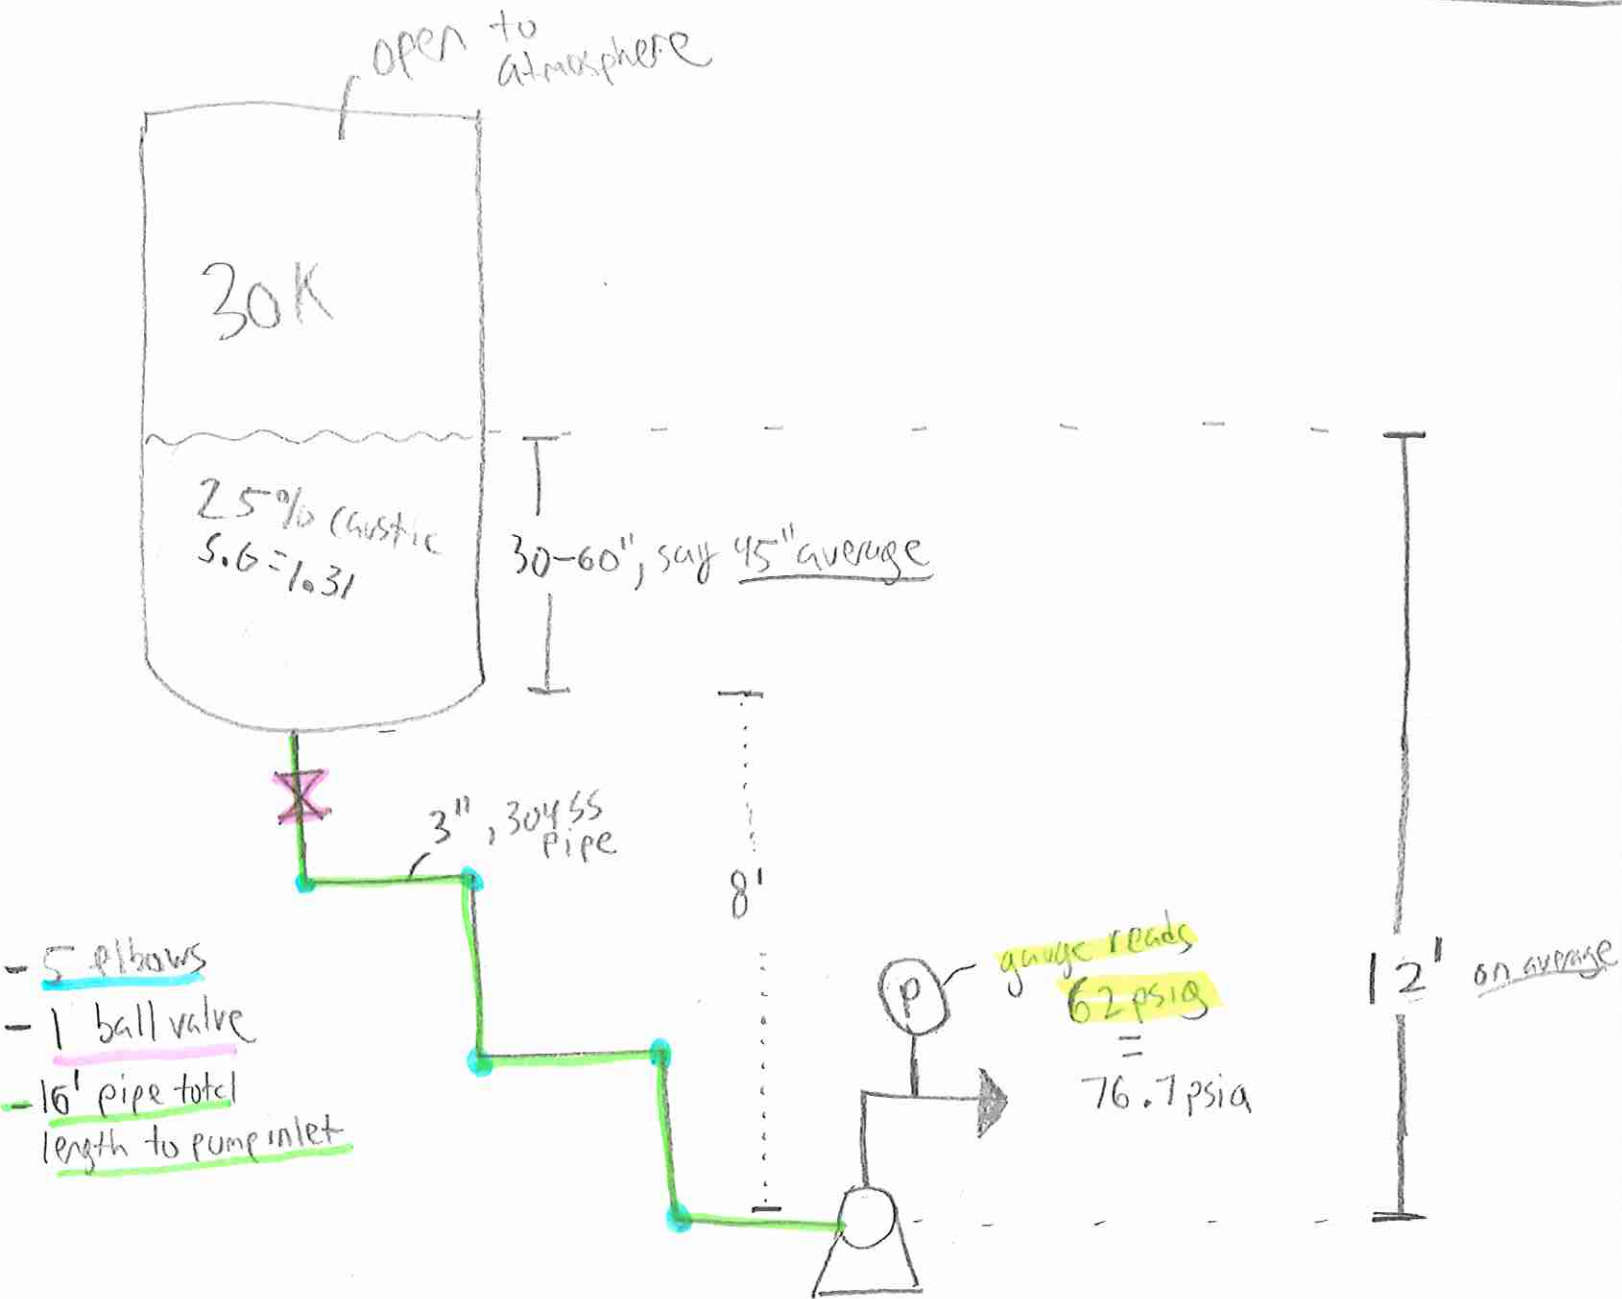 open to
atmosphere
30K
25% caustic
S.G=1.31
30-60", say 45" average
3", 304SS
pipe
8'
- 5 elbows
- 1 ball valve
- 16' pipe total
length to pump inlet
P
gauge reads
62 psig
=
76.7 psia
12' on average